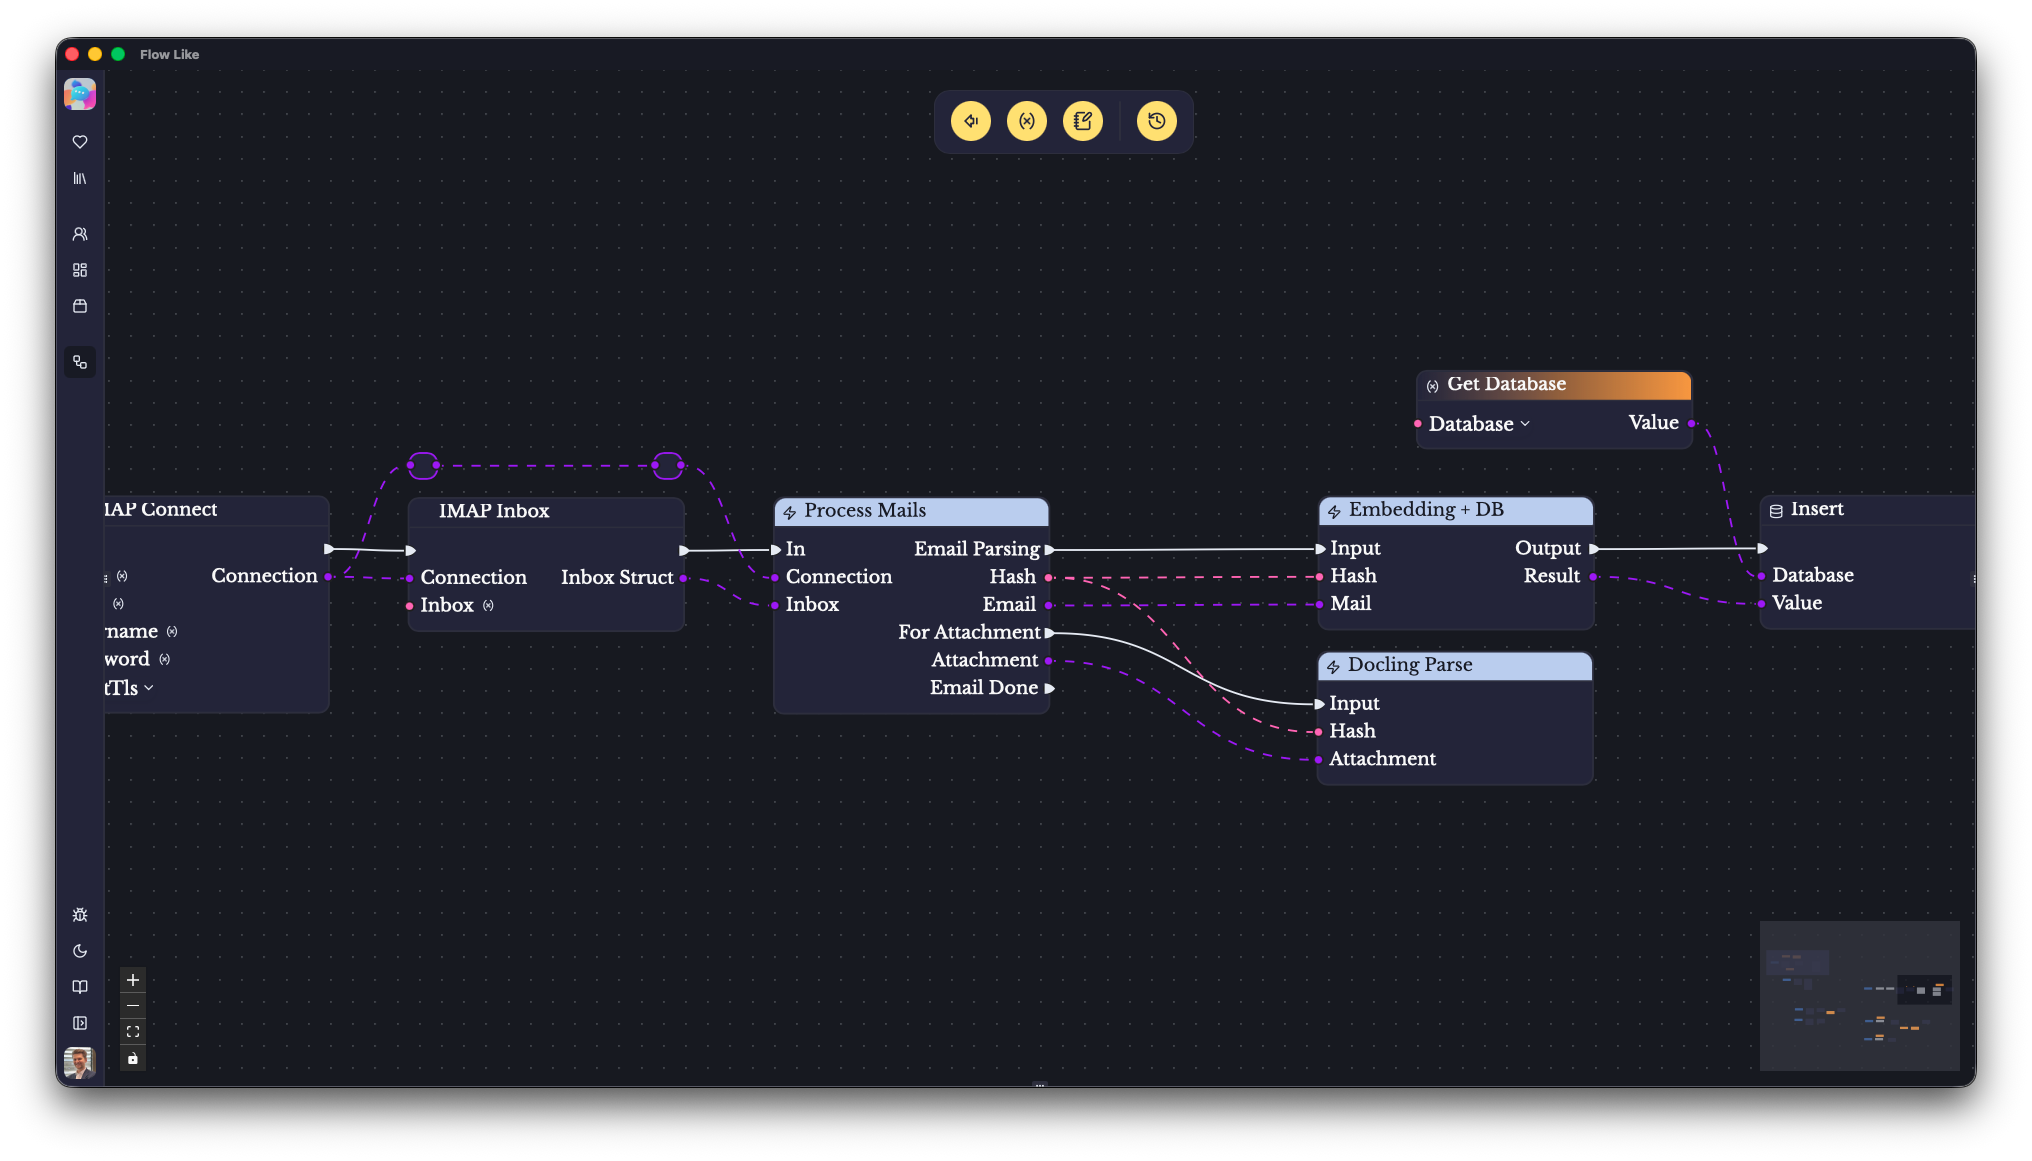 Flow Like
Get Database
Database
Value
IAP Connect
Connection
rname
word
tTls
IMAP Inbox
Connection
Inbox Struct
Inbox
Process Mails
In
Email Parsing
Connection
Hash
Inbox
Email
For Attachment
Attachment
Email Done
Embedding + DB
Input
Output
Hash
Result
Mail
Docling Parse
Input
Hash
Attachment
Insert
Database
Value